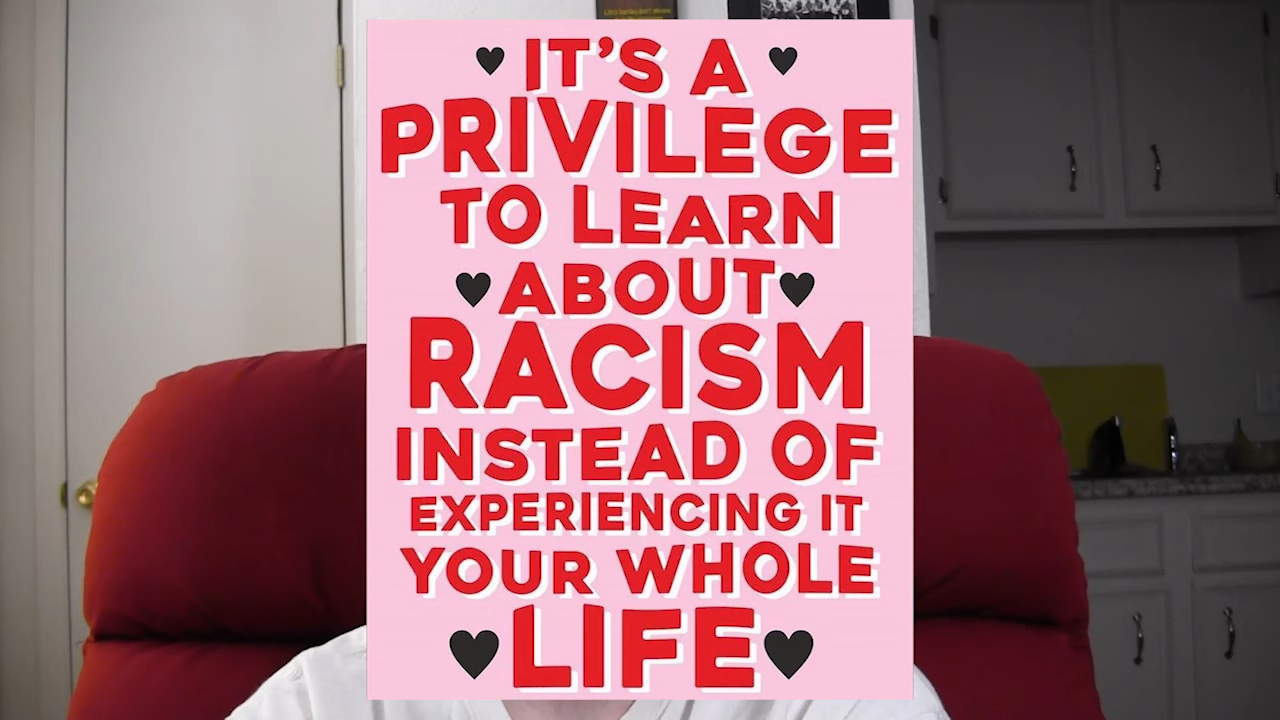 IT'S A
PRIVILEGE
TO LEARN
ABOUT
RACISM
INSTEAD OF
EXPERIENCING IT
YOUR WHOLE
LIFE